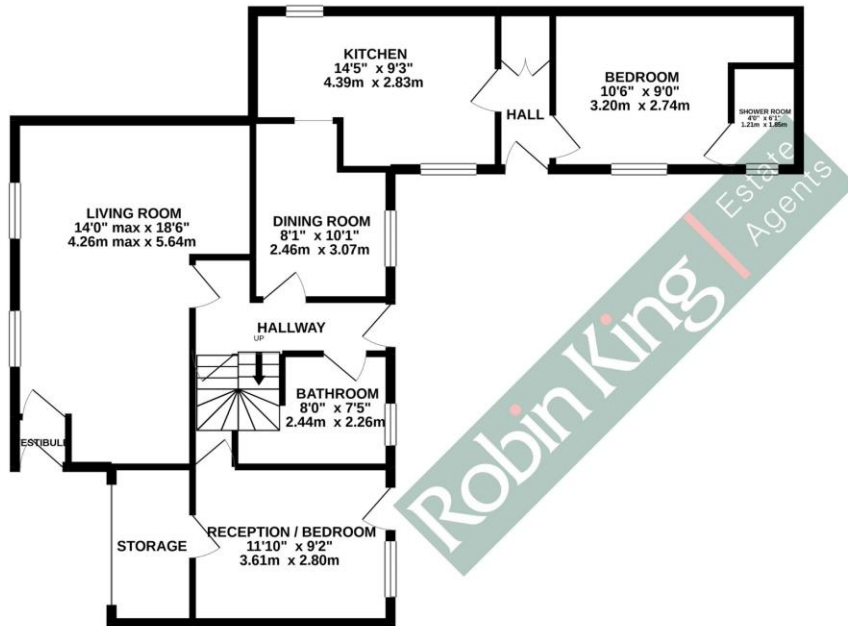 KITCHEN
14'5" x 9'3"
4.39m x 2.83m
BEDROOM
10'6" x 9'0"
3.20m x 2.74m
HALL
SHOWER ROOM
4'0" x 6'1"
1.21m x 1.85m
LIVING ROOM
14'0" max x 18'6"
4.26m max x 5.64m
DINING ROOM
8'1" x 10'1"
2.46m x 3.07m
HALLWAY
UP
BATHROOM
8'0" x 7'5"
2.44m x 2.26m
ESTIBULE
STORAGE
RECEPTION / BEDROOM
11'10" x 9'2"
3.61m x 2.80m
Robin King
Estate
Agents